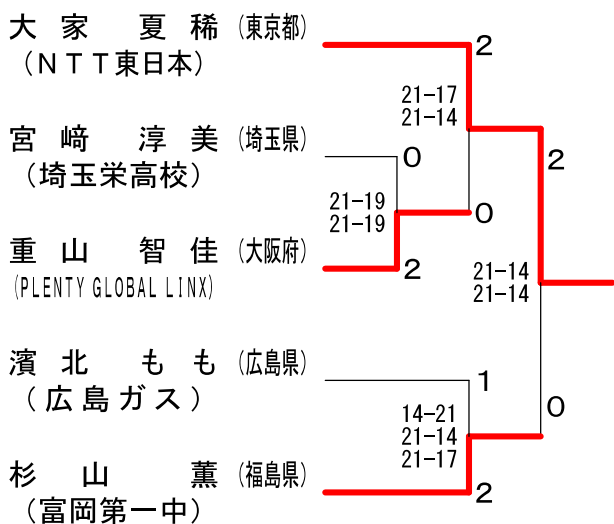 大家 夏稀 (東京都)
(NTT東日本)
2
21-17
21-14
宮﨑 淳美 (埼玉県)
(埼玉栄高校)
0
2
21-19
21-19
0
重山 智佳 (大阪府)
(PLENTY GLOBAL LINX)
2
21-14
21-14
濱北 もも (広島県)
(広島ガス)
1
0
14-21
21-14
21-17
杉山 薫 (福島県)
(富岡第一中)
2